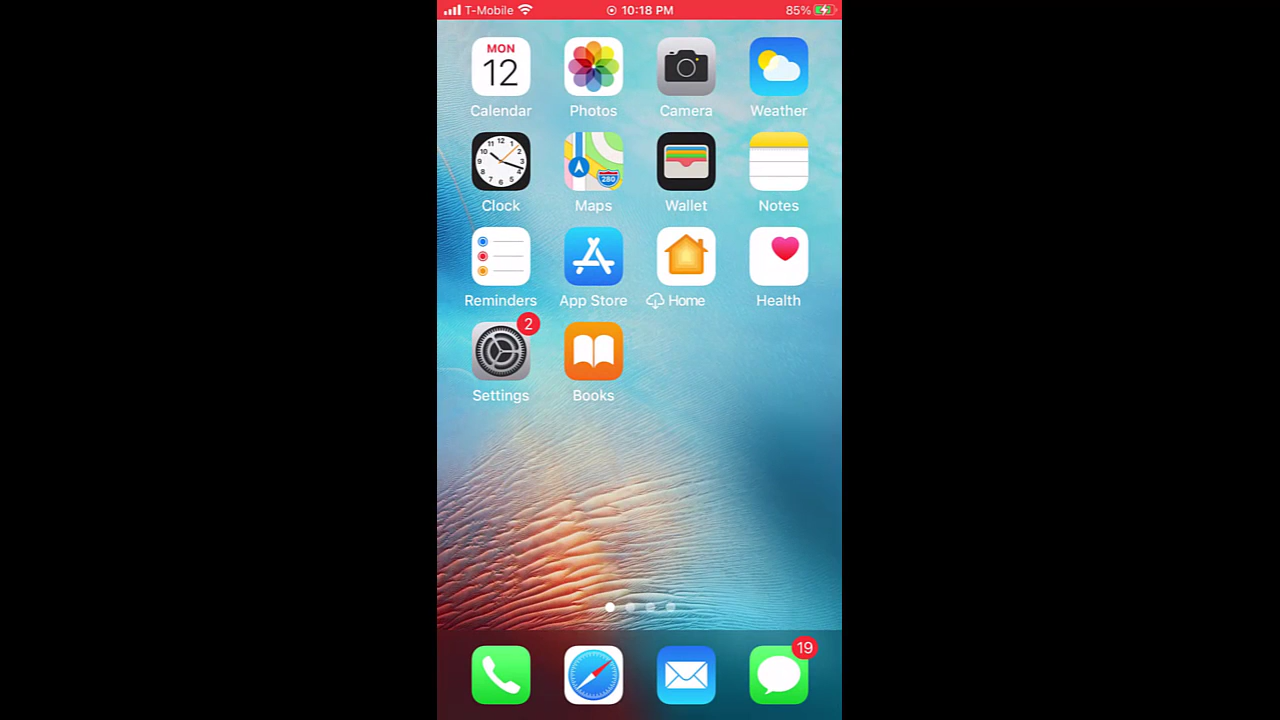 T-Mobile 10:18 PM 85%
MON
12
Calendar Photos Camera Weather
280
Clock Maps Wallet Notes
Reminders App Store Home Health
2
Settings Books
19